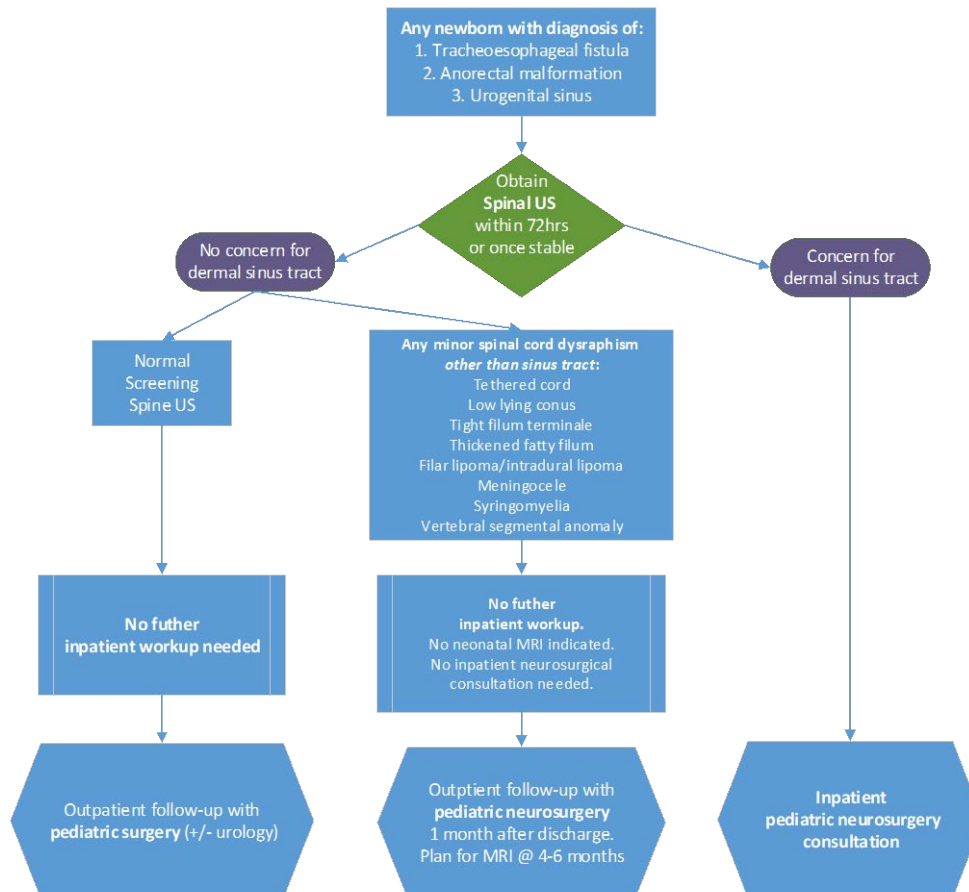 Any newborn with diagnosis of:
1. Tracheoesophageal fistula
2. Anorectal malformation
3. Urogenital sinus
Obtain
Spinal US
within 72hrs
or once stable
No concern for
dermal sinus tract
Concern for
dermal sinus tract
Normal
Screening
Spine US
Any minor spinal cord dysraphism
other than sinus tract:
Tethered cord
Low lying conus
Tight filum terminale
Thickened fatty filum
Filar lipoma/intradural lipoma
Meningocele
Syringomyelia
Vertebral segmental anomaly
No futher
inpatient workup needed
No futher
inpatient workup.
No neonatal MRI indicated.
No inpatient neurosurgical
consultation needed.
Outpatient follow-up with
pediatric surgery (+/- urology)
Outptient follow-up with
pediatric neurosurgery
1 month after discharge.
Plan for MRI @ 4-6 months
Inpatient
pediatric neurosurgery
consultation